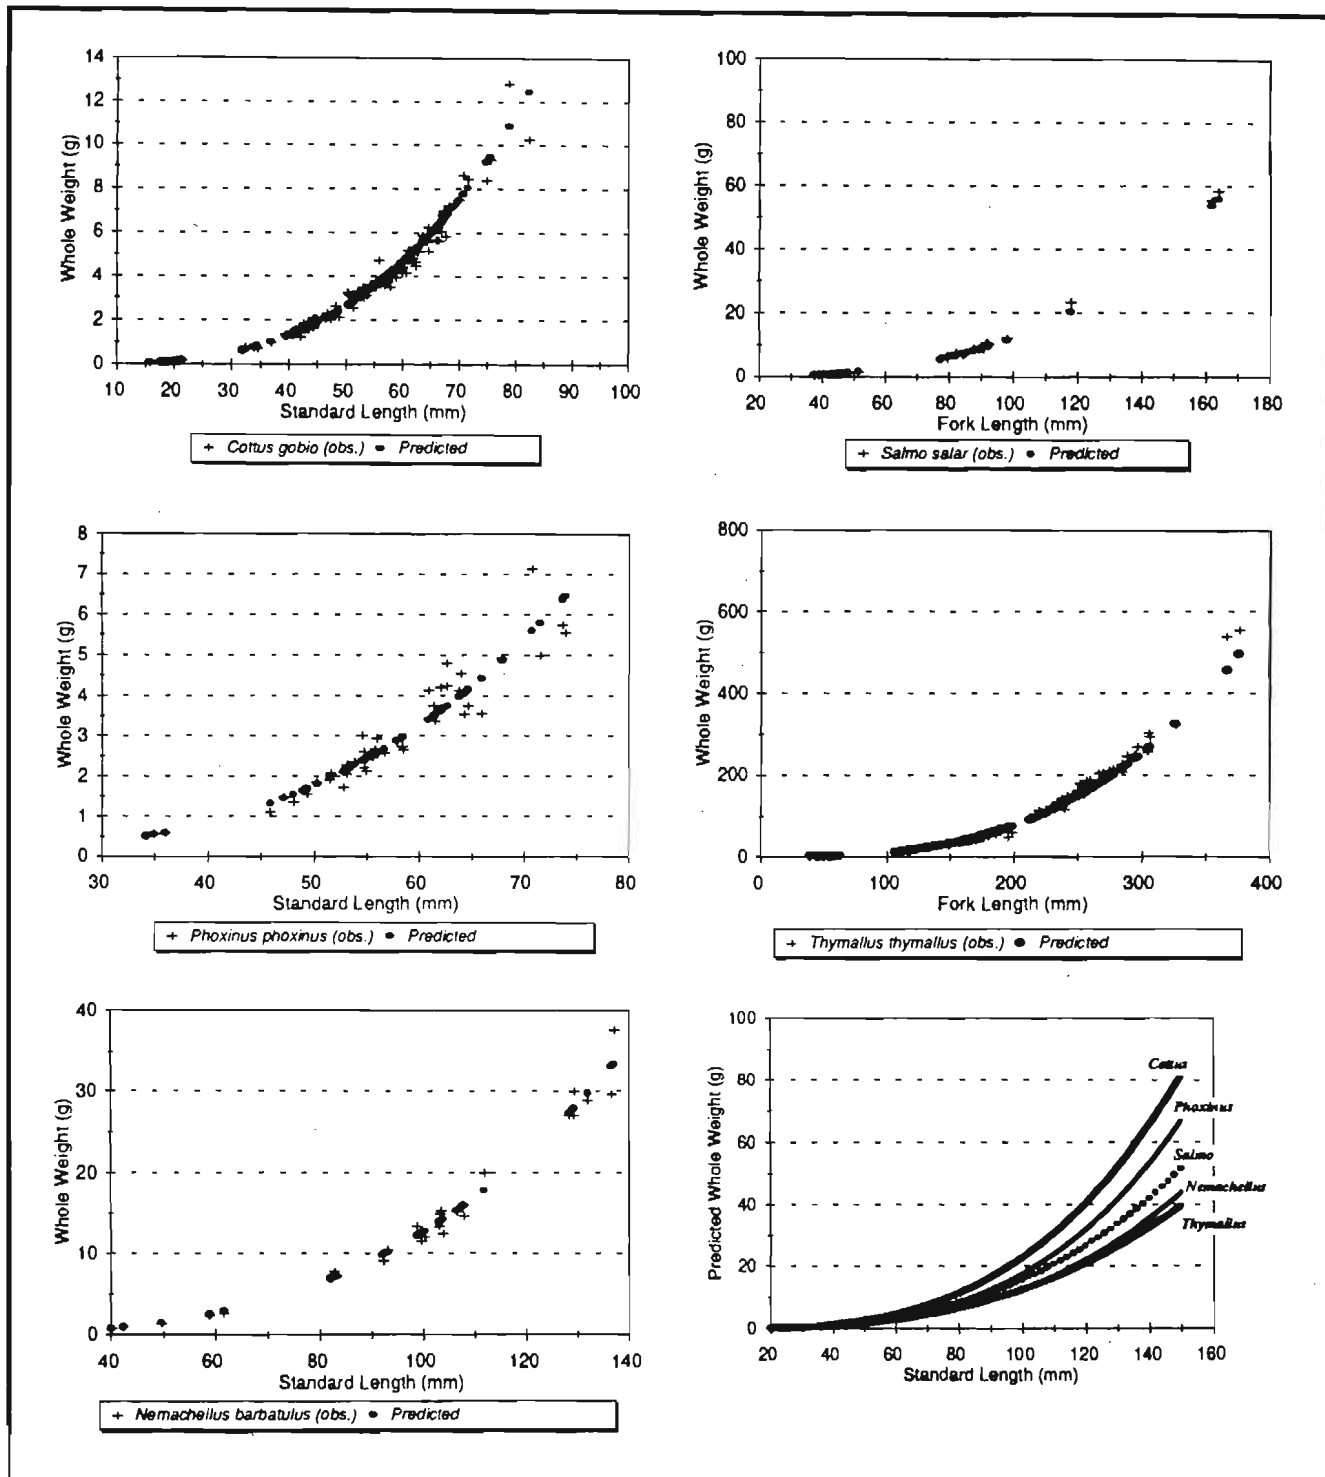 14
12
10
8
6
4
2
0
Whole Weight (g)
10 20 30 40 50 60 70 80 90 100
Standard Length (mm)
+ Cottus gobio (obs.) ● Predicted
100
80
60
40
20
0
Whole Weight (g)
20 40 60 80 100 120 140 160 180
Fork Length (mm)
+ Salmo salar (obs.) ● Predicted
8
7
6
5
4
3
2
1
0
Whole Weight (g)
30 40 50 60 70 80
Standard Length (mm)
+ Phoxinus phoxinus (obs.) ● Predicted
800
600
400
200
0
Whole Weight (g)
0 100 200 300 400
Fork Length (mm)
+ Thymallus thymallus (obs.) ● Predicted
40
30
20
10
0
Whole Weight (g)
40 60 80 100 120 140
Standard Length (mm)
+ Nemachellus barbatulus (obs.) ● Predicted
100
80
60
40
20
0
Predicted Whole Weight (g)
Cottus
Phoxinus
Salmo
Nemachellus
Thymallus
20 40 60 80 100 120 140 160
Standard Length (mm)